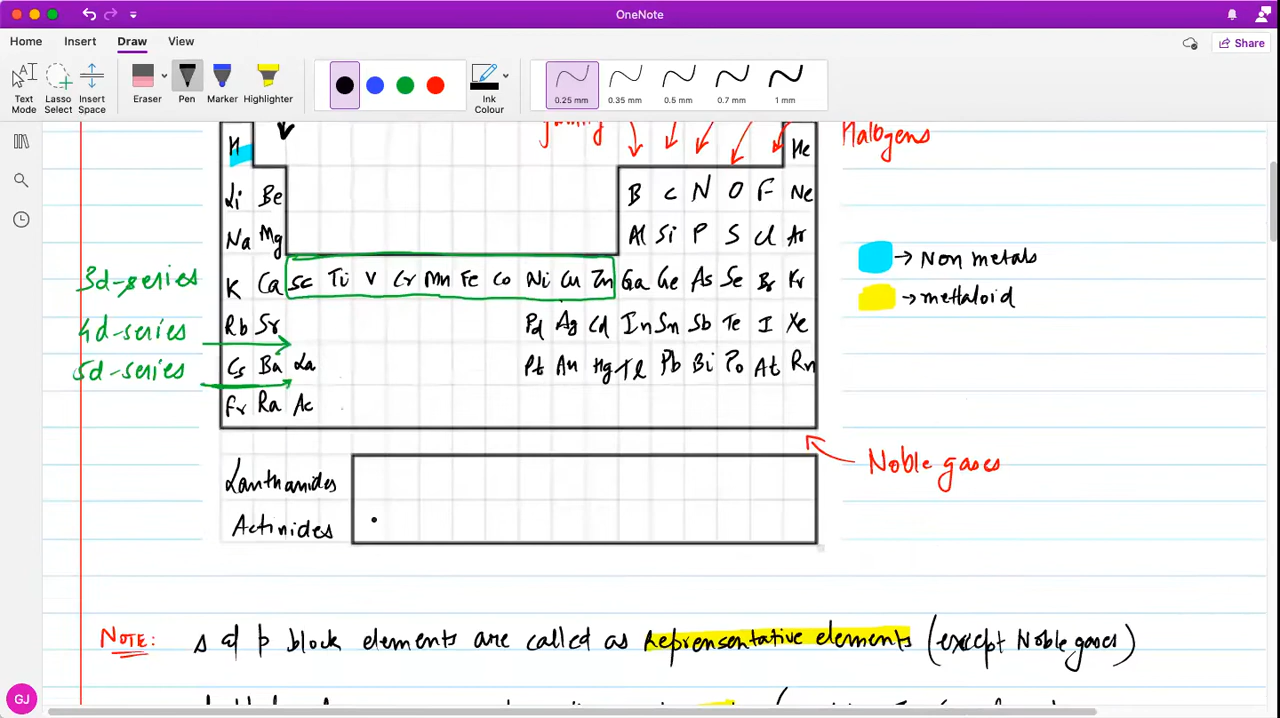 OneNote
Home Insert Draw View
Share
Text Mode
Lasso Select
Insert Space
Eraser
Pen
Marker
Highlighter
Ink Colour
0.25 mm 0.35 mm 0.5 mm 0.7 mm 1 mm
family
Halogens
H He
Li Be B C N O F Ne
Na Mg Al Si P S Cl Ar
3d-series K Ca Sc Ti V Cr Mn Fe Co Ni Cu Zn Ga Ge As Se Br Kr
4d-series Rb Sr Pd Ag Cd In Sn Sb Te I Xe
5d-series Cs Ba La Pt Au Hg Tl Pb Bi Po At Rn
Fr Ra Ac
→ Non metals
→ mettaloid
Noble gases
Lanthanides
Actinides
NOTE: s & p block elements are called as Reprensentative elements (except Noble gases)
GJ